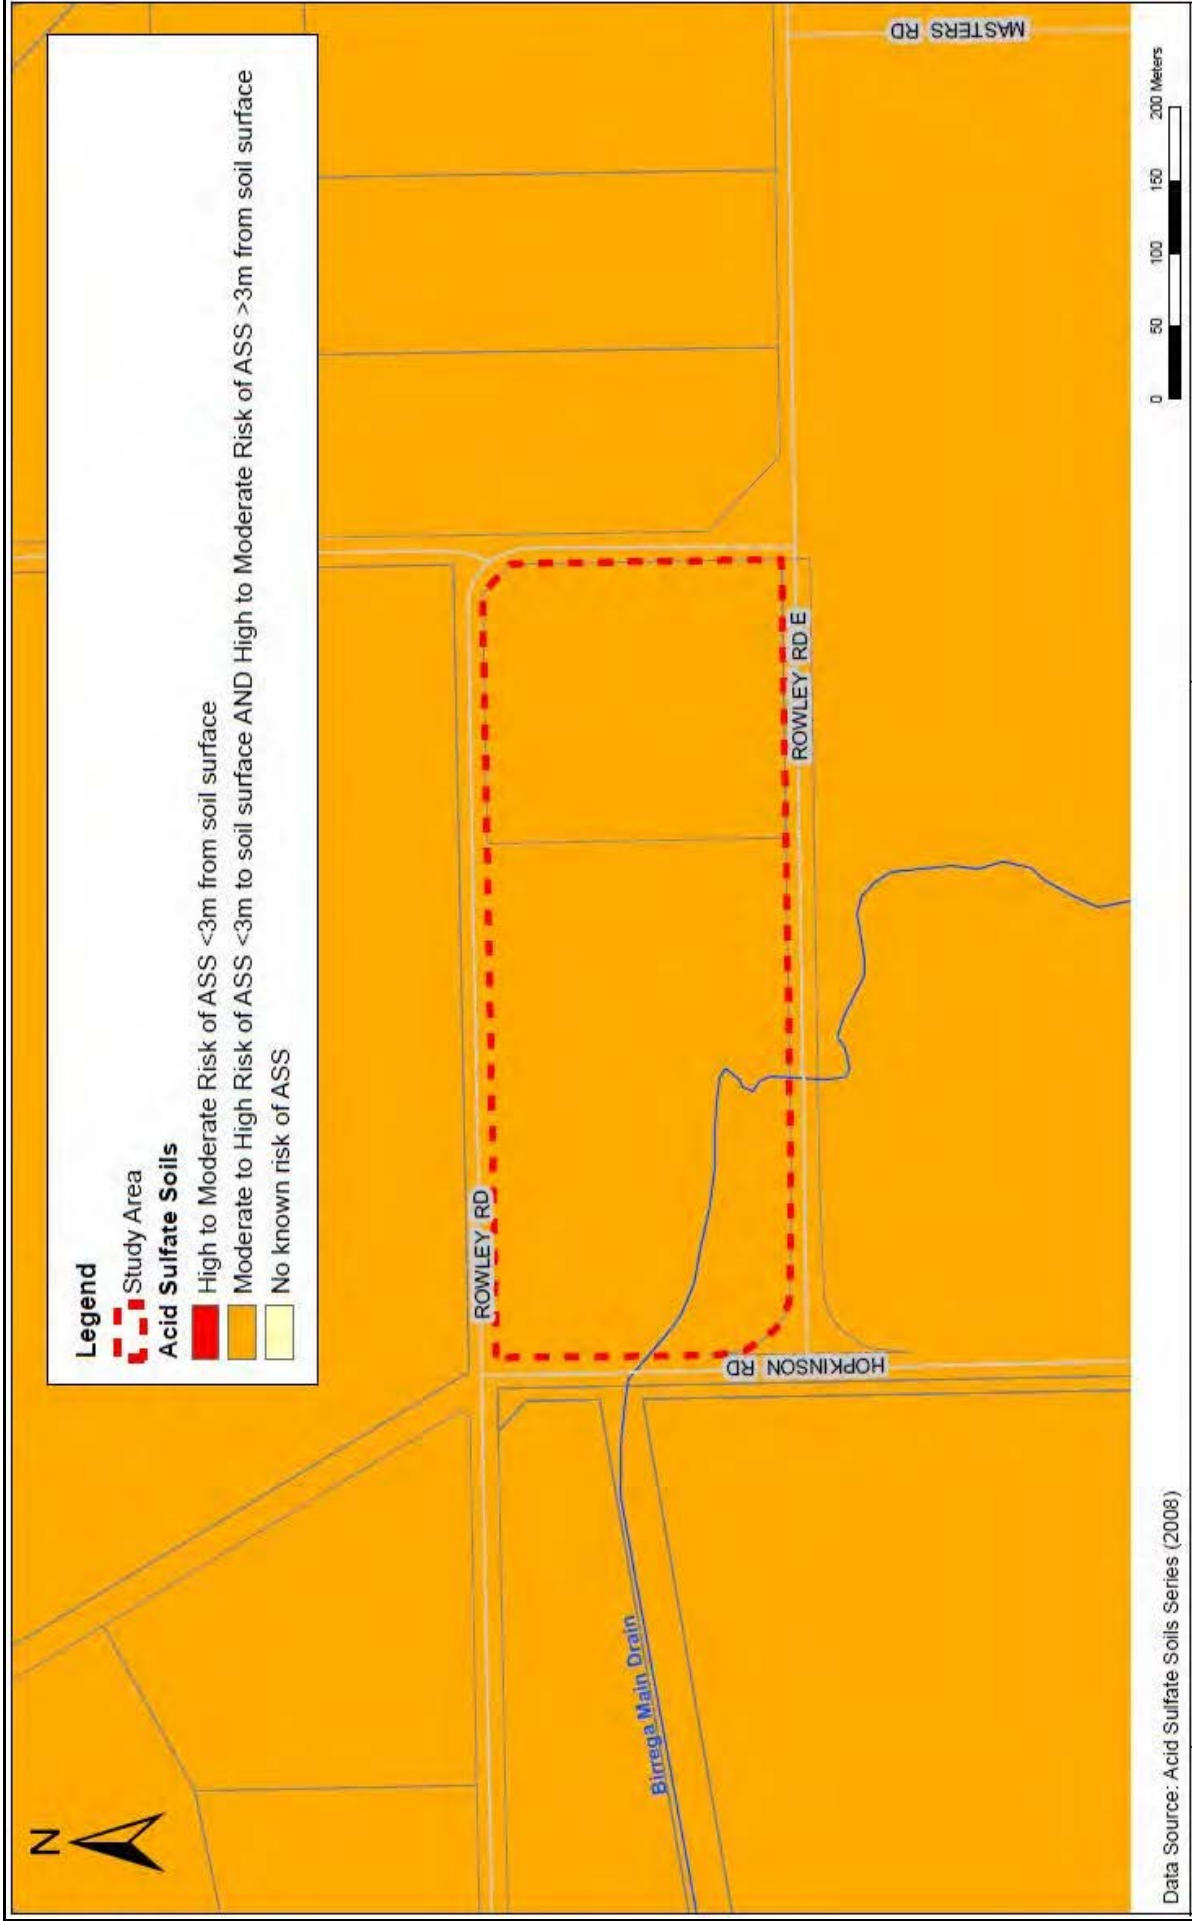 N
Legend
Study Area
Acid Sulfate Soils
High to Moderate Risk of ASS <3m from soil surface
Moderate to High Risk of ASS <3m to soil surface AND High to Moderate Risk of ASS >3m from soil surface
No known risk of ASS
ROWLEY RD
Birrega Main Drain
HOPKINSON RD
ROWLEY RD E
MASTERS RD
Data Source: Acid Sulfate Soils Series (2008)
0 50 100 150 200 Meters